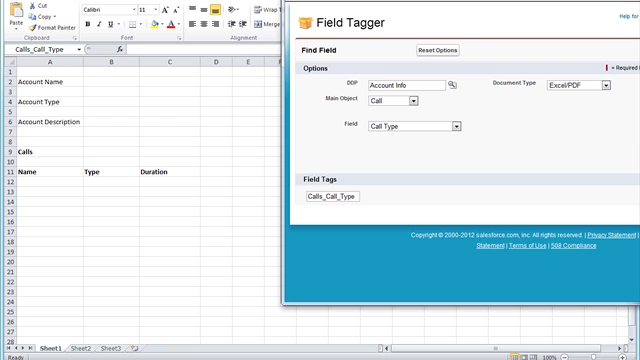 Cut
Copy
Paste
Format Painter
Clipboard
Calibri
11
Font
Wrap T
Merge
Alignment
Calls_Call_Type
fx
A B C D E
1
2 Account Name
3
4 Account Type
5
6 Account Description
7
8
9 Calls
10
11 Name Type Duration
12
13
14
15
16
17
18
19
20
21
22
23
24
25
26
27
28
Sheet1 Sheet2 Sheet3
Ready
100%
Field Tagger
Help for
Find Field
Reset Options
Options
= Required
DDP Account Info
Document Type Excel/PDF
Main Object Call
Field Call Type
Field Tags
Calls_Call_Type
Copyright © 2000-2012 salesforce.com, inc. All rights reserved. | Privacy Statement |
Statement | Terms of Use | 508 Compliance